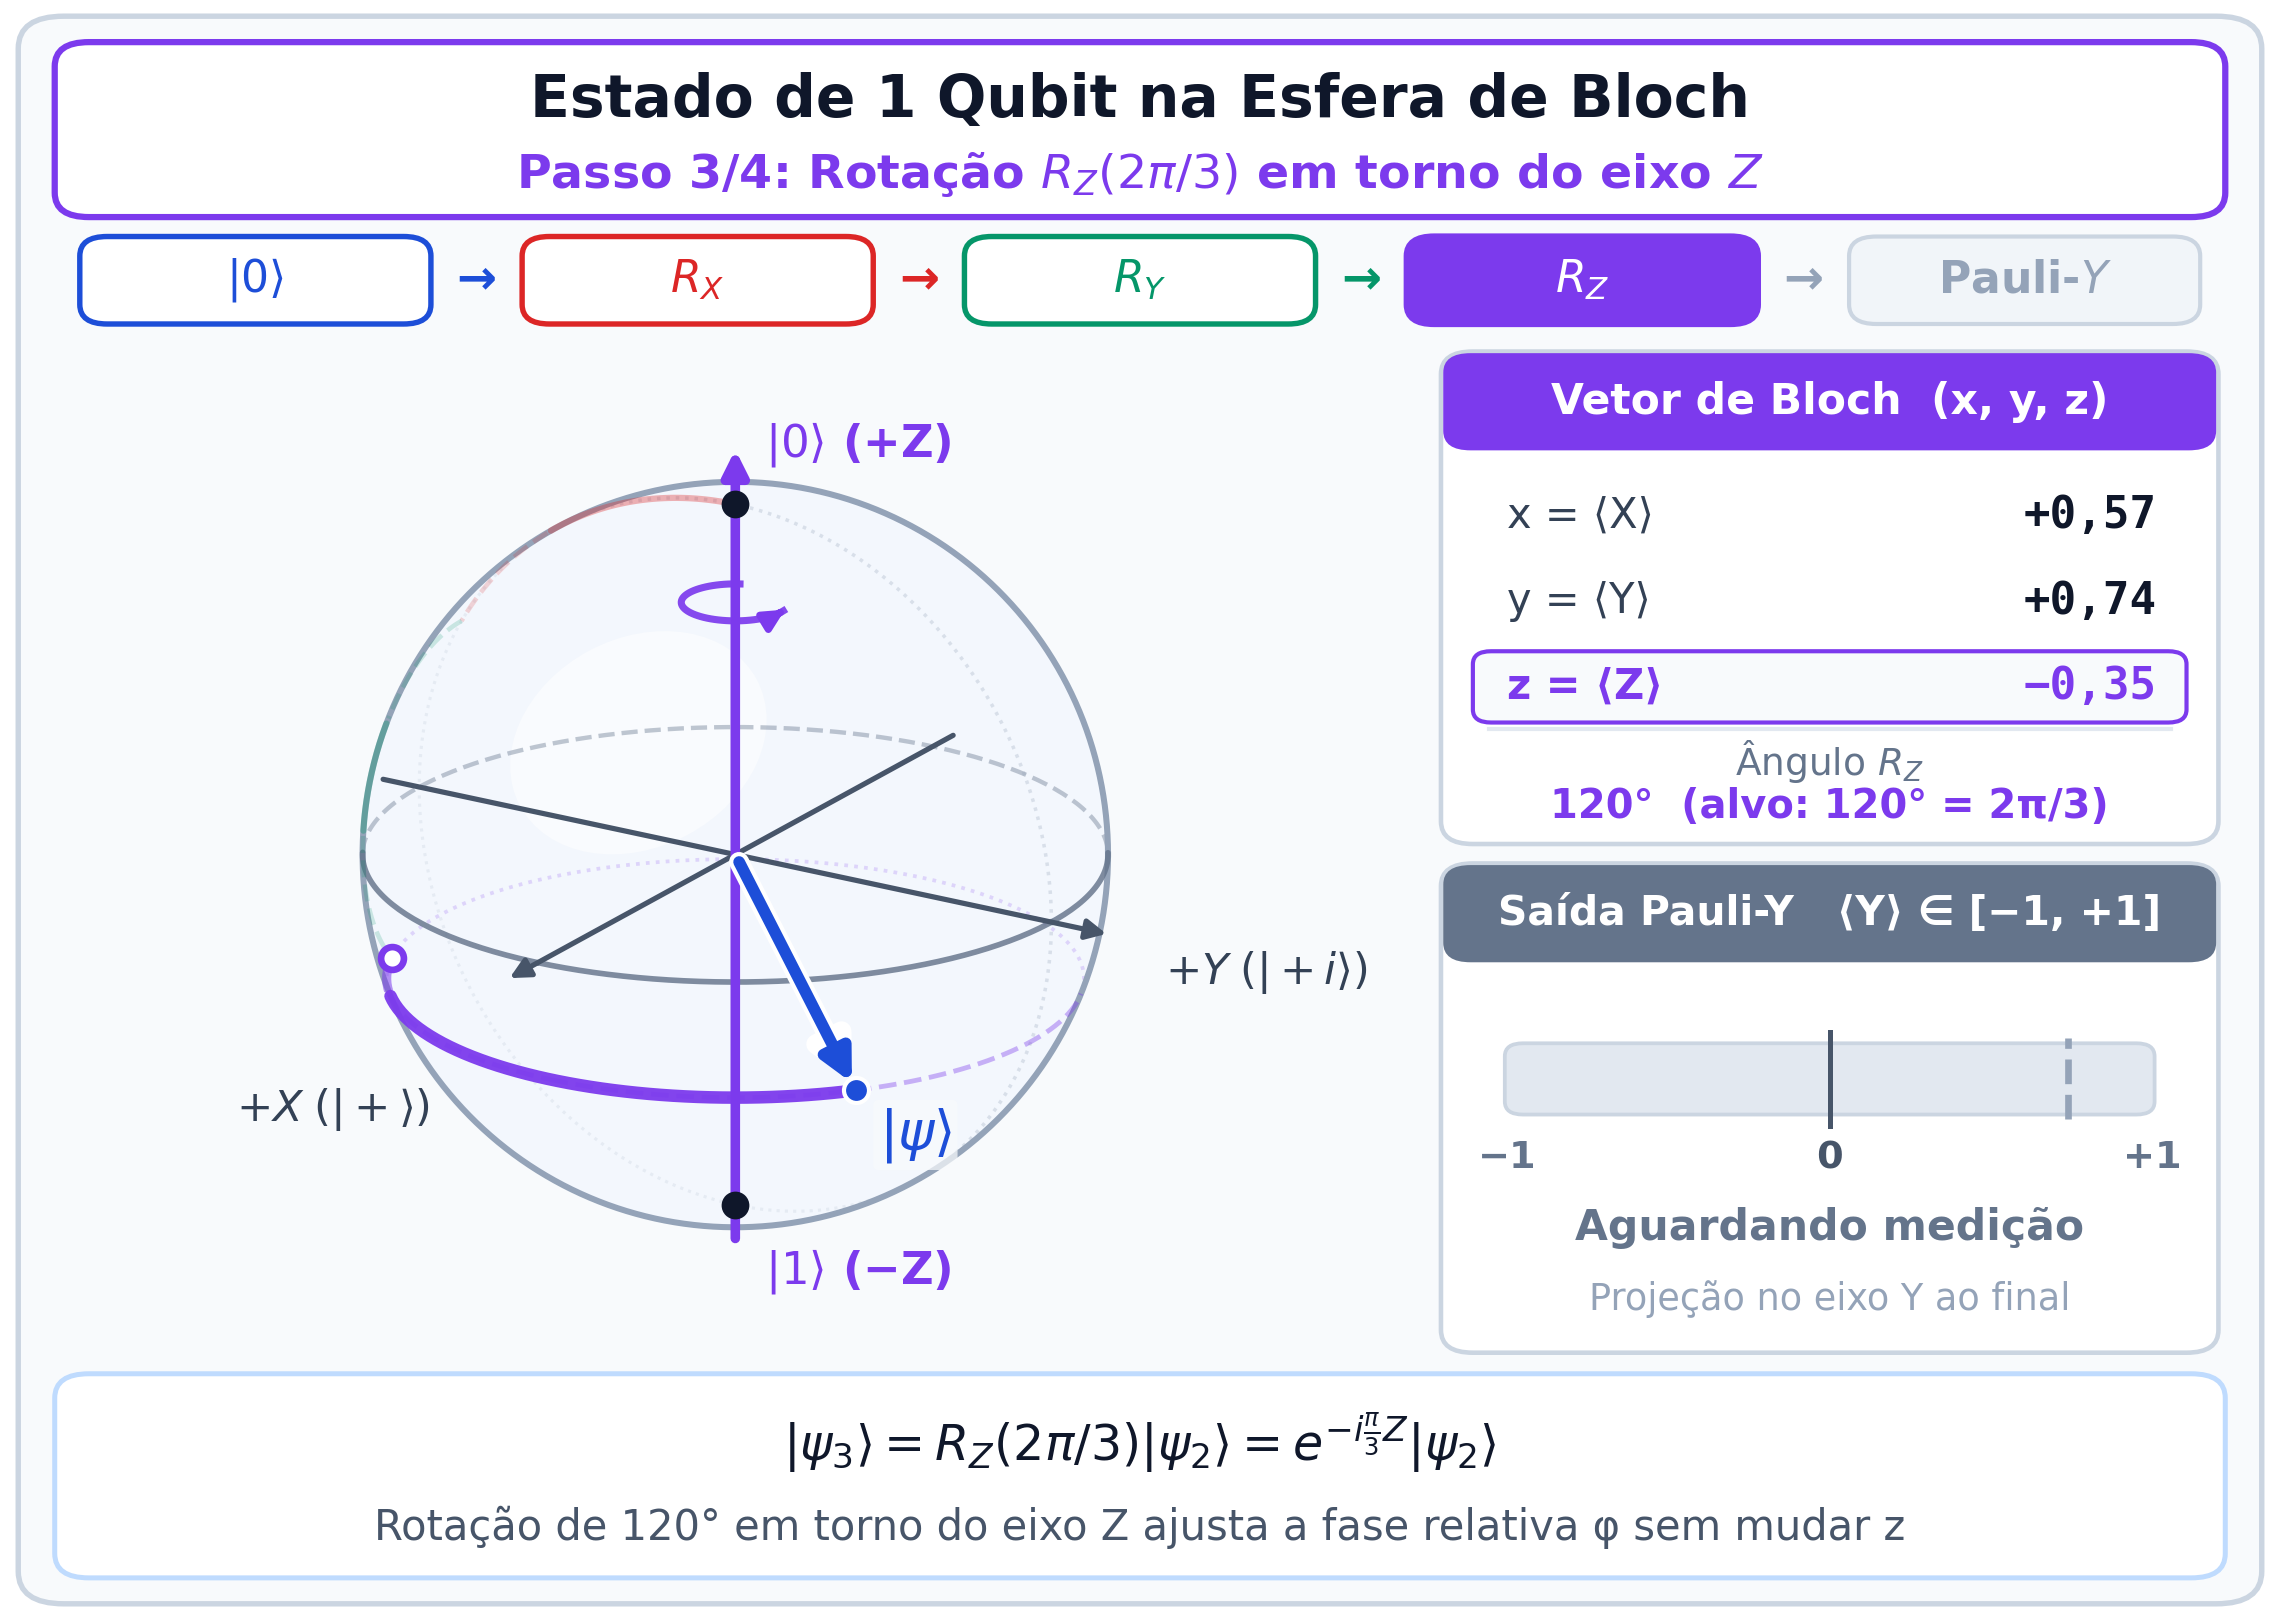 Estado de 1 Qubit na Esfera de Bloch
Passo 3/4: Rotação R_Z(2π/3) em torno do eixo Z
|0⟩ → R_X → R_Y → R_Z → Pauli-Y
|0⟩ (+Z)
+Y (| + i⟩)
+X (| + ⟩)
|ψ⟩
|1⟩ (−Z)
Vetor de Bloch (x, y, z)
x = ⟨X⟩ +0,57
y = ⟨Y⟩ +0,74
z = ⟨Z⟩ −0,35
Ângulo R_Z
120° (alvo: 120° = 2π/3)
Saída Pauli-Y ⟨Y⟩ ∈ [−1, +1]
−1 0 +1
Aguardando medição
Projeção no eixo Y ao final
|ψ₃⟩ = R_Z(2π/3)|ψ₂⟩ = e^{−i\frac{π}{3}Z}|ψ₂⟩
Rotação de 120° em torno do eixo Z ajusta a fase relativa φ sem mudar z